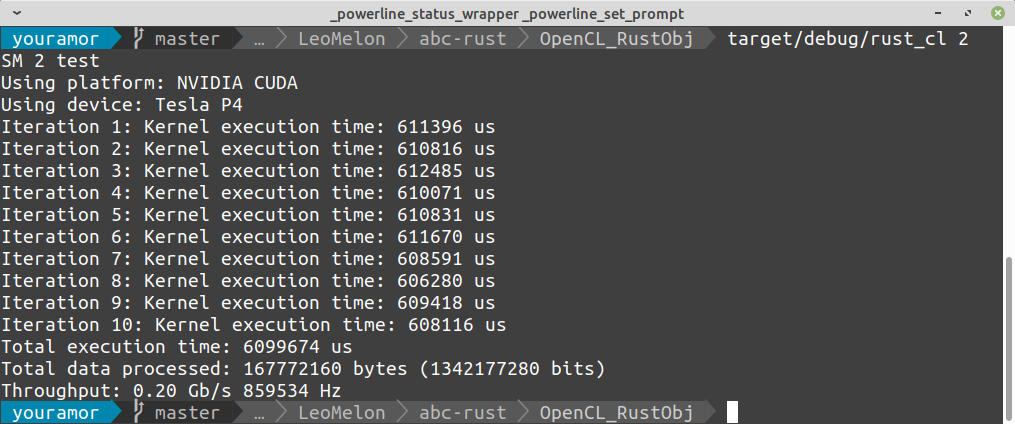 _powerline_status_wrapper _powerline_set_prompt
youramor master … LeoMelon abc-rust OpenCL_RustObj target/debug/rust_cl 2
SM 2 test
Using platform: NVIDIA CUDA
Using device: Tesla P4
Iteration 1: Kernel execution time: 611396 us
Iteration 2: Kernel execution time: 610816 us
Iteration 3: Kernel execution time: 612485 us
Iteration 4: Kernel execution time: 610071 us
Iteration 5: Kernel execution time: 610831 us
Iteration 6: Kernel execution time: 611670 us
Iteration 7: Kernel execution time: 608591 us
Iteration 8: Kernel execution time: 606280 us
Iteration 9: Kernel execution time: 609418 us
Iteration 10: Kernel execution time: 608116 us
Total execution time: 6099674 us
Total data processed: 167772160 bytes (1342177280 bits)
Throughput: 0.20 Gb/s 859534 Hz
youramor master … LeoMelon abc-rust OpenCL_RustObj